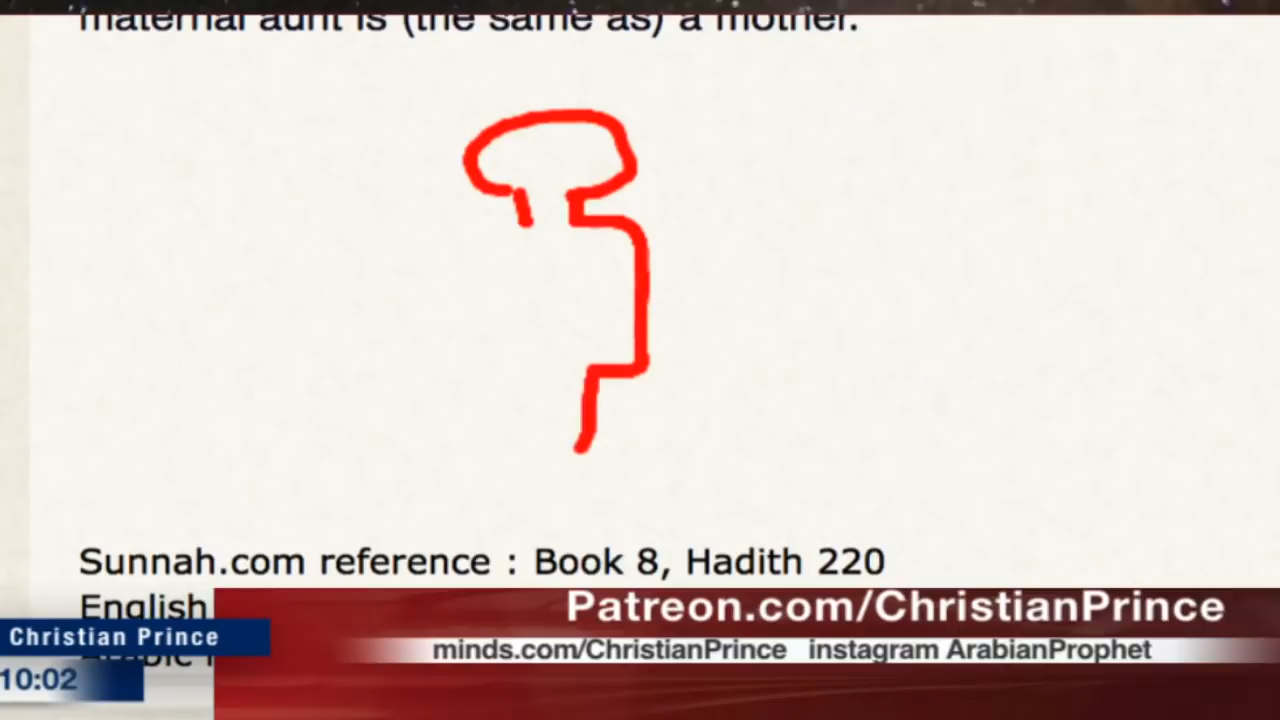 maternal aunt is (the same as) a mother.
Sunnah.com reference : Book 8, Hadith 220
English
Patreon.com/ChristianPrince
Christian Prince
minds.com/ChristianPrince instagram ArabianProphet
10:02